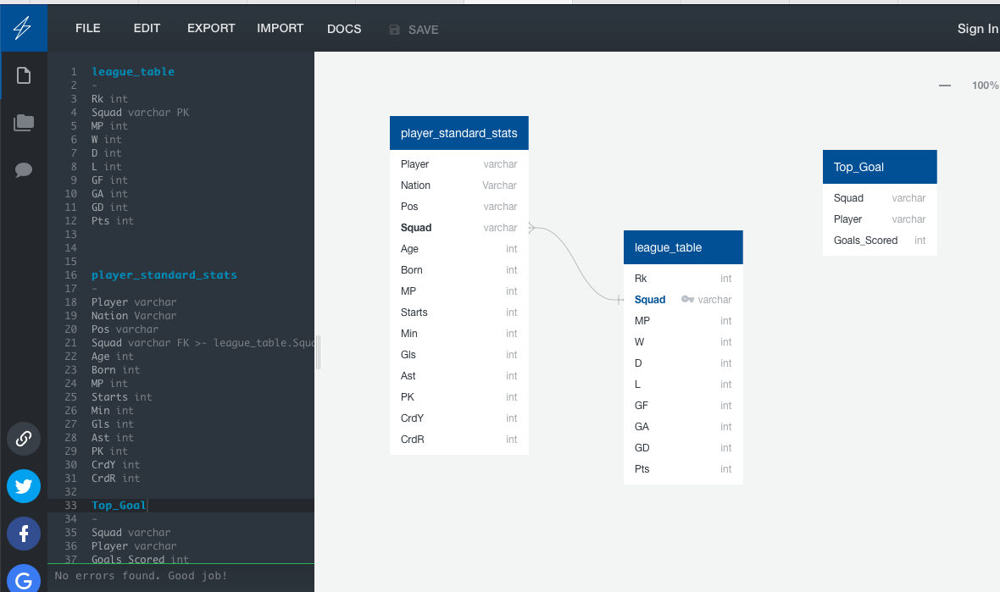 FILE EDIT EXPORT IMPORT DOCS SAVE Sign In
1 league_table
2 -
3 Rk int
4 Squad varchar PK
5 MP int
6 W int
7 D int
8 L int
9 GF int
10 GA int
11 GD int
12 Pts int
13
14
15
16 player_standard_stats
17 -
18 Player varchar
19 Nation Varchar
20 Pos varchar
21 Squad varchar FK >- league_table.Squa
22 Age int
23 Born int
24 MP int
25 Starts int
26 Min int
27 Gls int
28 Ast int
29 PK int
30 CrdY int
31 CrdR int
32
33 Top_Goal
34 -
35 Squad varchar
36 Player varchar
37 Goals_Scored int
No errors found. Good job!
100%
player_standard_stats
Player varchar
Nation Varchar
Pos varchar
Squad varchar
Age int
Born int
MP int
Starts int
Min int
Gls int
Ast int
PK int
CrdY int
CrdR int
league_table
Rk int
Squad varchar
MP int
W int
D int
L int
GF int
GA int
GD int
Pts int
Top_Goal
Squad varchar
Player varchar
Goals_Scored int